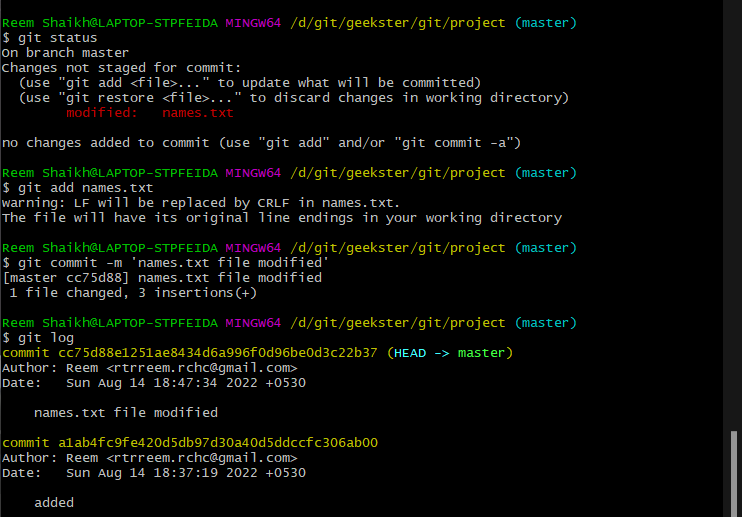 Reem Shaikh@LAPTOP-STPFEIDA MINGW64 /d/git/geekster/git/project (master)
$ git status
On branch master
Changes not staged for commit:
  (use "git add <file>..." to update what will be committed)
  (use "git restore <file>..." to discard changes in working directory)
        modified:   names.txt

no changes added to commit (use "git add" and/or "git commit -a")

Reem Shaikh@LAPTOP-STPFEIDA MINGW64 /d/git/geekster/git/project (master)
$ git add names.txt
warning: LF will be replaced by CRLF in names.txt.
The file will have its original line endings in your working directory

Reem Shaikh@LAPTOP-STPFEIDA MINGW64 /d/git/geekster/git/project (master)
$ git commit -m 'names.txt file modified'
[master cc75d88] names.txt file modified
 1 file changed, 3 insertions(+)

Reem Shaikh@LAPTOP-STPFEIDA MINGW64 /d/git/geekster/git/project (master)
$ git log
commit cc75d88e1251ae8434d6a996f0d96be0d3c22b37 (HEAD -> master)
Author: Reem <rtrreem.rchc@gmail.com>
Date:   Sun Aug 14 18:47:34 2022 +0530

    names.txt file modified

commit a1ab4fc9fe420d5db97d30a40d5ddccfc306ab00
Author: Reem <rtrreem.rchc@gmail.com>
Date:   Sun Aug 14 18:37:19 2022 +0530

    added